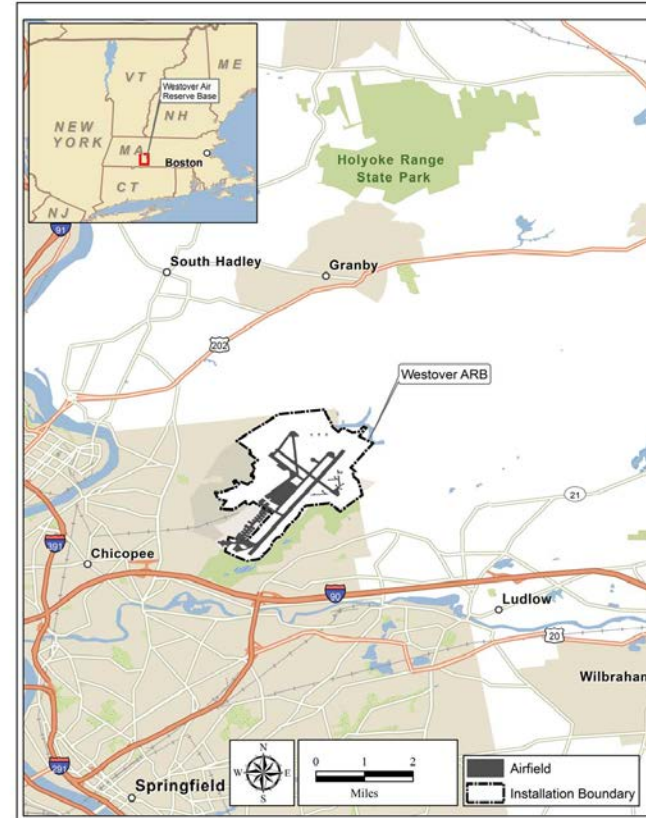 VT
ME
Westover Air
Reserve Base
NH
NEW
YORK
MA
Boston
CT
NJ
91
Holyoke Range
State Park
South Hadley
Granby
202
Westover ARB
21
391
Chicopee
90
Ludlow
20
Wilbraham
291
Springfield
N
W
E
S
0 1 2
Miles
Airfield
Installation Boundary